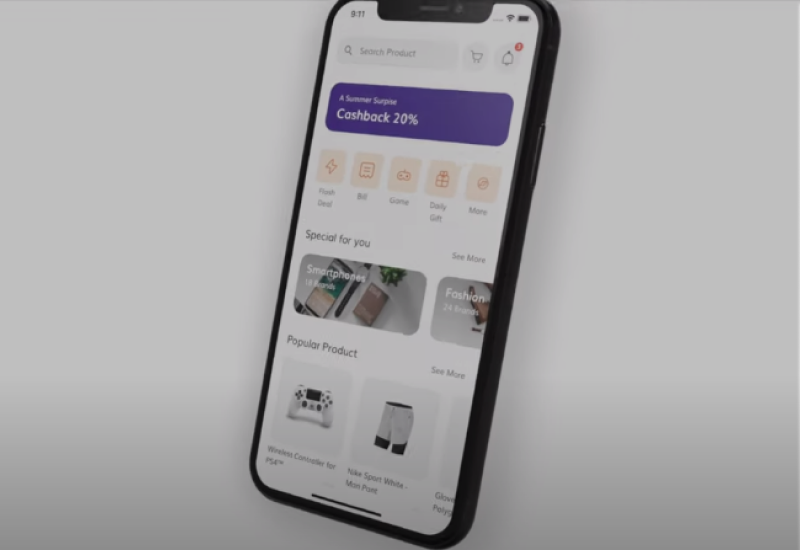 9:11
Search Product
3
A Summer Surpise
Cashback 20%
Flash
Deal
Bill
Game
Daily
Gift
More
Special for you
See More
Smartphones
18 Brands
Fashion
24 Brands
Popular Product
See More
Wireless Controller for
PS4™
Nike Sport White -
Man Pant
Glove
Polyg